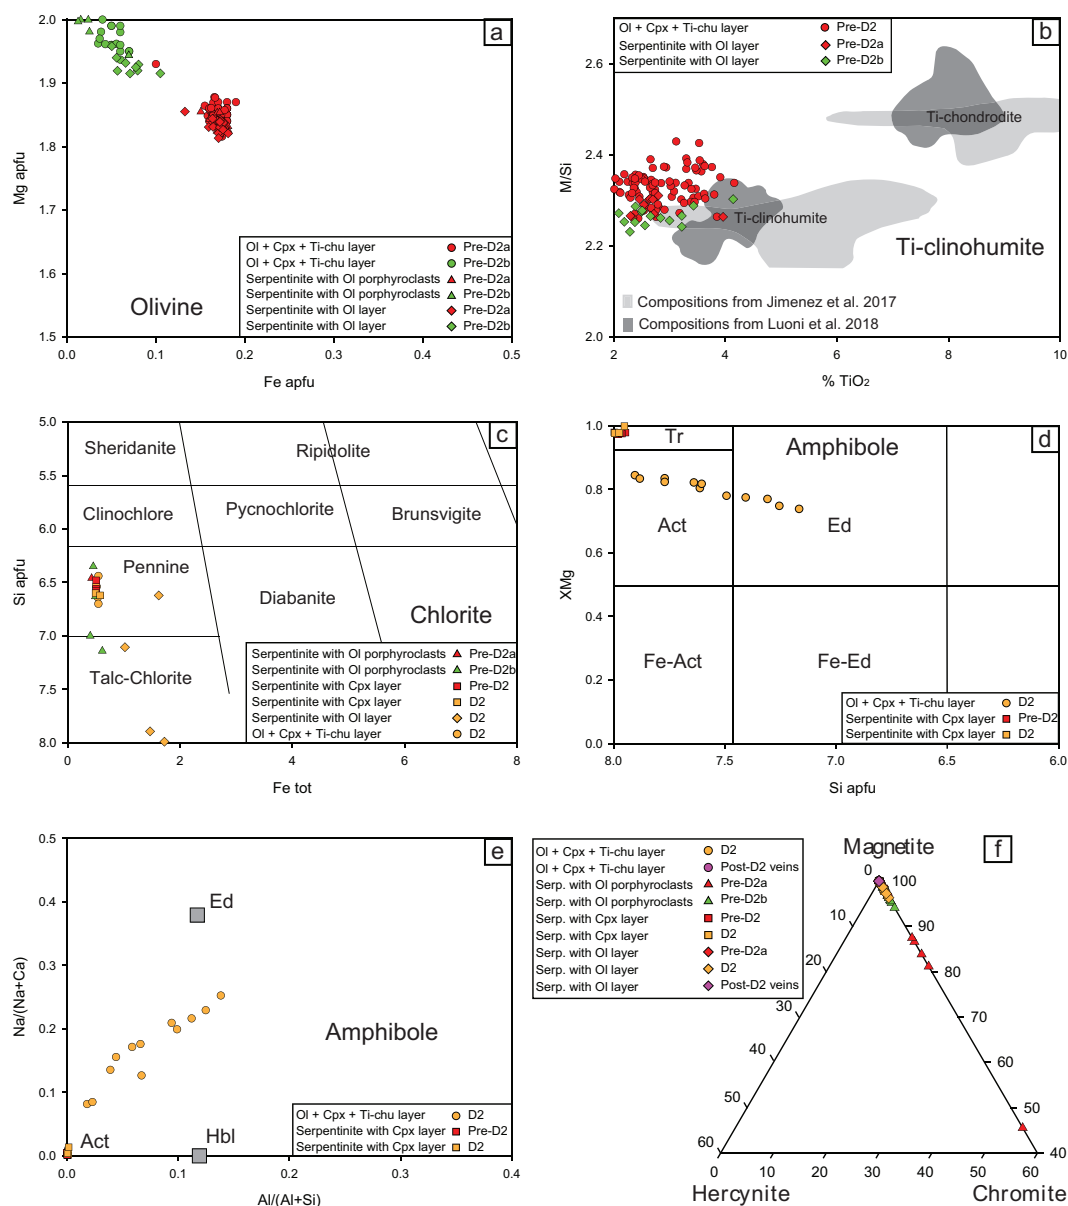 a
2.0
1.9
1.8
1.7
1.6
1.5
Mg apfu
Ol + Cpx + Ti-chu layer Pre-D2a
Ol + Cpx + Ti-chu layer Pre-D2b
Serpentinite with Ol porphyroclasts Pre-D2a
Serpentinite with Ol porphyroclasts Pre-D2b
Serpentinite with Ol layer Pre-D2a
Serpentinite with Ol layer Pre-D2b
Olivine
0.0 0.1 0.2 0.3 0.4 0.5
Fe apfu
b
Ol + Cpx + Ti-chu layer Pre-D2
Serpentinite with Ol layer Pre-D2a
Serpentinite with Ol layer Pre-D2b
2.6
2.4
2.2
2.0
M/Si
Ti-chondrodite
Ti-clinohumite
Ti-clinohumite
Compositions from Jimenez et al. 2017
Compositions from Luoni et al. 2018
2 4 6 8 10
% TiO2
c
5.0
5.5
6.0
6.5
7.0
7.5
8.0
Si apfu
Sheridanite Ripidolite
Clinochlore Pycnochlorite Brunsvigite
Pennine
Diabanite
Chlorite
Talc-Chlorite
Serpentinite with Ol porphyroclasts Pre-D2a
Serpentinite with Ol porphyroclasts Pre-D2b
Serpentinite with Cpx layer Pre-D2
Serpentinite with Cpx layer D2
Serpentinite with Ol layer D2
Ol + Cpx + Ti-chu layer D2
0 2 4 6 8
Fe tot
d
1.0
0.8
0.6
0.4
0.2
0.0
XMg
Tr
Amphibole
Act Ed
Fe-Act Fe-Ed
Ol + Cpx + Ti-chu layer D2
Serpentinite with Cpx layer Pre-D2
Serpentinite with Cpx layer D2
8.0 7.5 7.0 6.5 6.0
Si apfu
e
0.5
0.4
0.3
0.2
0.1
0.0
Na/(Na+Ca)
Ed
Amphibole
Act
Hbl
Ol + Cpx + Ti-chu layer D2
Serpentinite with Cpx layer Pre-D2
Serpentinite with Cpx layer D2
0.0 0.1 0.2 0.3 0.4
Al/(Al+Si)
f
Ol + Cpx + Ti-chu layer D2
Ol + Cpx + Ti-chu layer Post-D2 veins
Serp. with Ol porphyroclasts Pre-D2a
Serp. with Ol porphyroclasts Pre-D2b
Serp. with Cpx layer Pre-D2
Serp. with Cpx layer D2
Serp. with Ol layer Pre-D2a
Serp. with Ol layer D2
Serp. with Ol layer Post-D2 veins
Magnetite
0 100
10 90
20 80
30 70
40 60
50 50
60 40
0 10 20 30 40 50 60
Hercynite Chromite